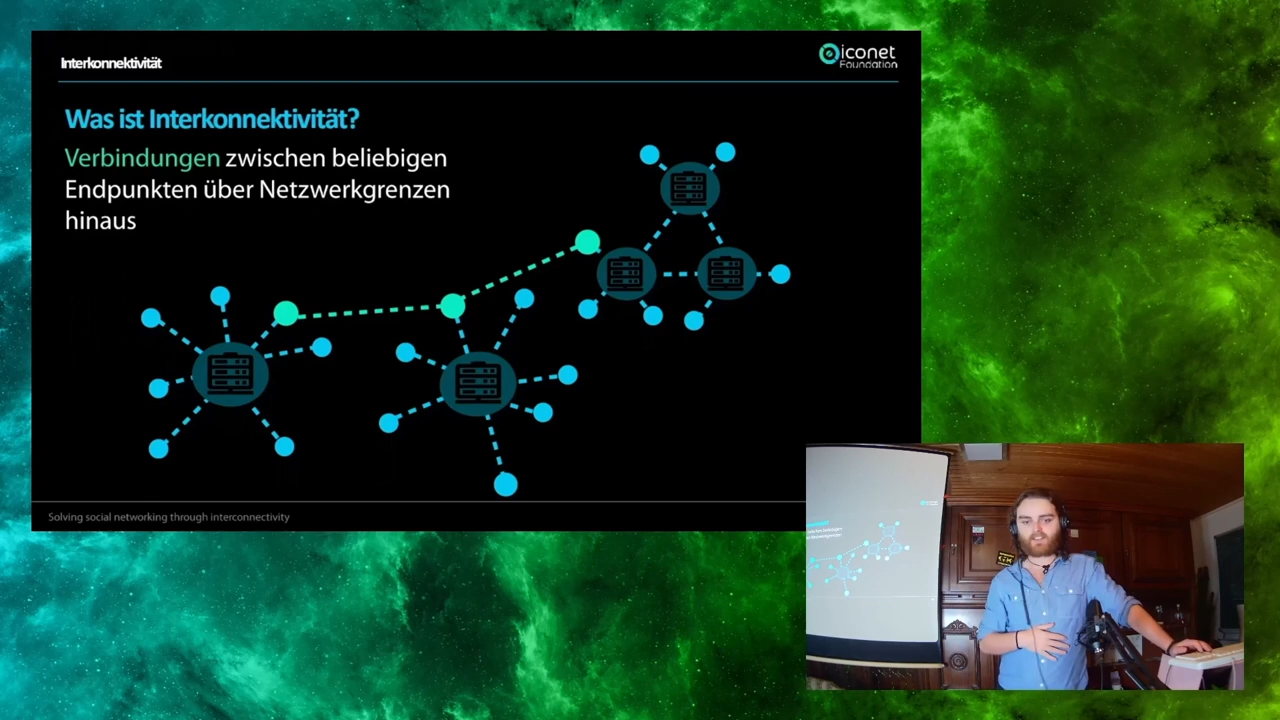 Interkonnektivität
iconet
Foundation
Was ist Interkonnektivität?
Verbindungen zwischen beliebigen
Endpunkten über Netzwerkgrenzen
hinaus
Solving social networking through interconnectivity